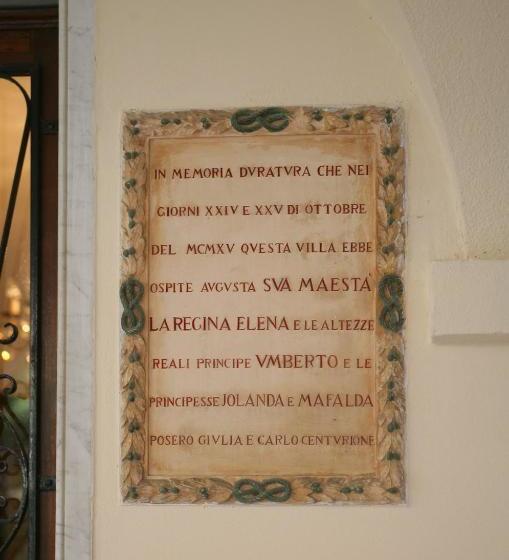 IN MEMORIA DVRATVRA CHE NEI
GIORNI XXIV E XXV DI OTTOBRE
DEL MCMXV QVESTA VILLA EBBE
OSPITE AVGVSTA SVA MAESTA'
LA REGINA ELENA E LE ALTEZZE
REALI PRINCIPE VMBERTO E LE
PRINCIPESSE JOLANDA E MAFALDA
POSERO GIVLIA E CARLO CENTVRIONE